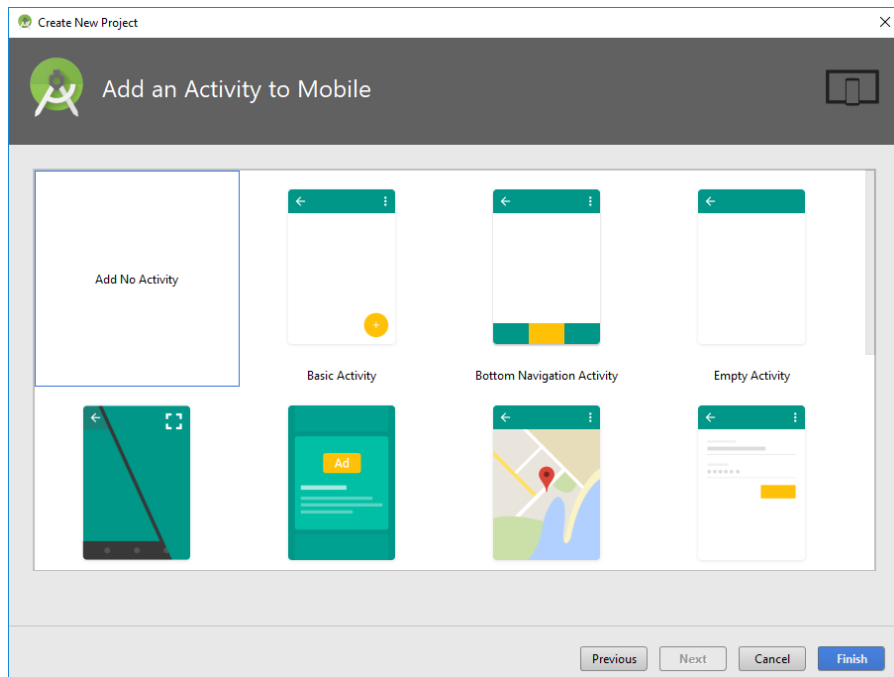 Create New Project
Add an Activity to Mobile
Add No Activity
Basic Activity
Bottom Navigation Activity
Empty Activity
Ad
Previous
Next
Cancel
Finish